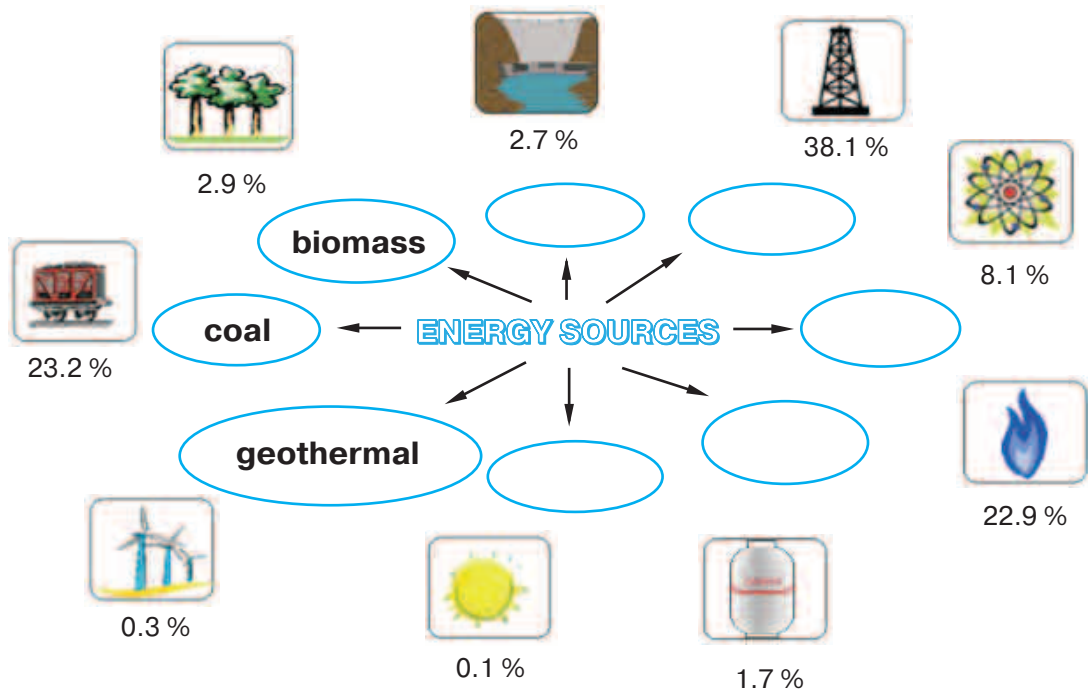 2.7 %
38.1 %
2.9 %
8.1 %
biomass
coal
ENERGY SOURCES
23.2 %
geothermal
22.9 %
0.3 %
0.1 %
1.7 %